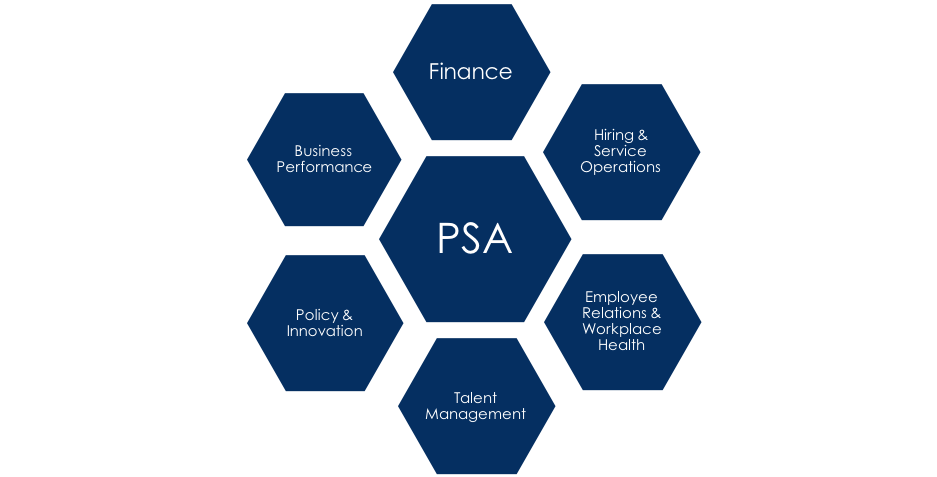 Finance
Hiring &
Service
Operations
Business
Performance
PSA
Employee
Relations &
Workplace
Health
Policy &
Innovation
Talent
Management